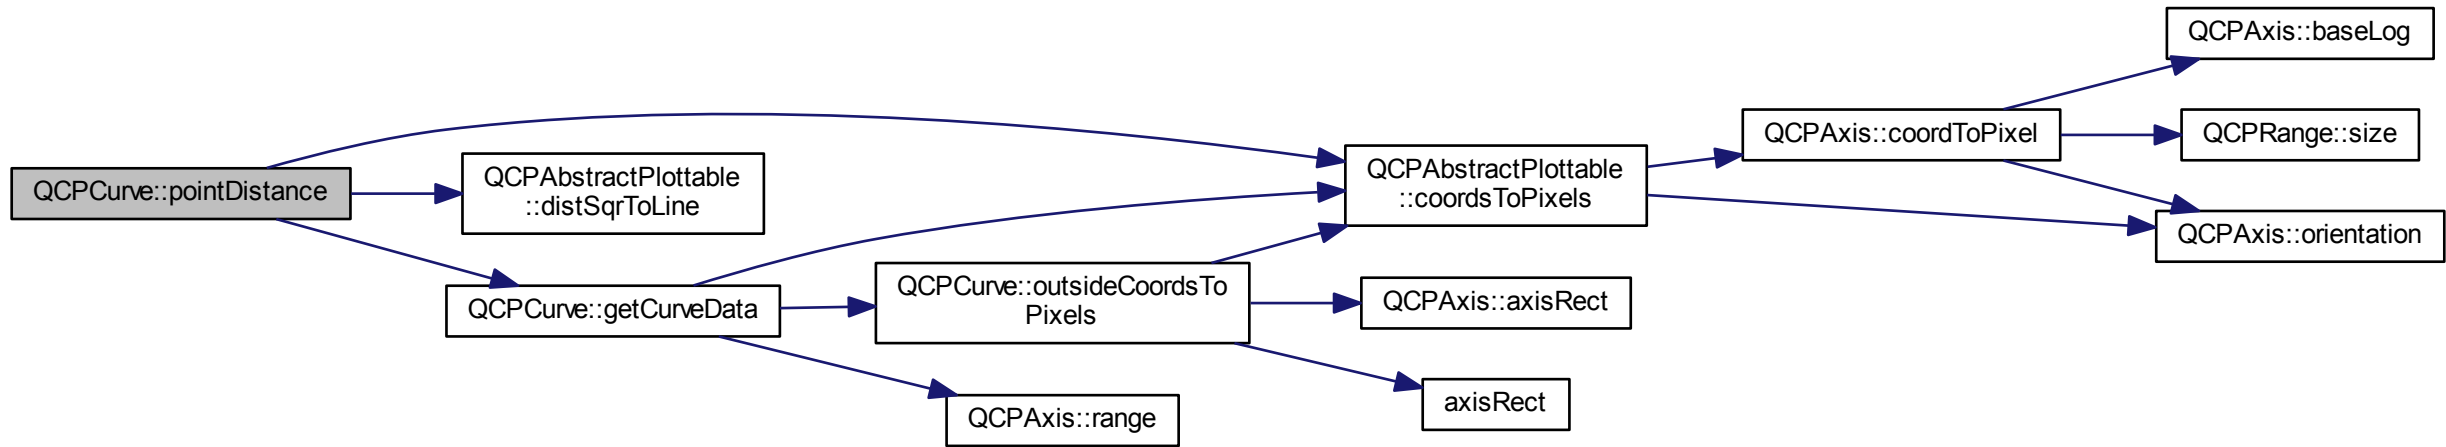 QCPCurve::pointDistance
QCPAbstractPlottable
::distSqrToLine
QCPCurve::getCurveData
QCPCurve::outsideCoordsTo
Pixels
QCPAxis::range
QCPAbstractPlottable
::coordsToPixels
QCPAxis::axisRect
axisRect
QCPAxis::coordToPixel
QCPAxis::baseLog
QCPRange::size
QCPAxis::orientation